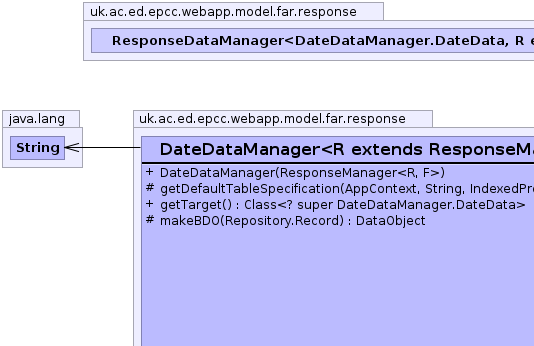 uk.ac.ed.epcc.webapp.model.far.response
ResponseDataManager<DateDataManager.DateData, R e
java.lang
uk.ac.ed.epcc.webapp.model.far.response
String
DateDataManager<R extends ResponseMa
+ DateDataManager(ResponseManager<R, F>)
# getDefaultTableSpecification(AppContext, String, IndexedPro
+ getTarget() : Class<? super DateDataManager.DateData>
# makeBDO(Repository.Record) : DataObject